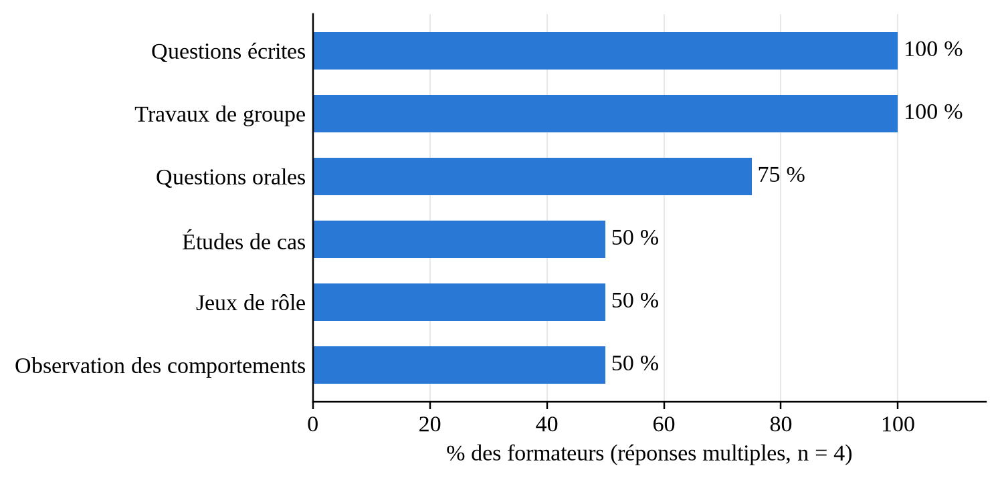 Questions écrites 100 %
Travaux de groupe 100 %
Questions orales 75 %
Études de cas 50 %
Jeux de rôle 50 %
Observation des comportements 50 %
0 20 40 60 80 100
% des formateurs (réponses multiples, n = 4)